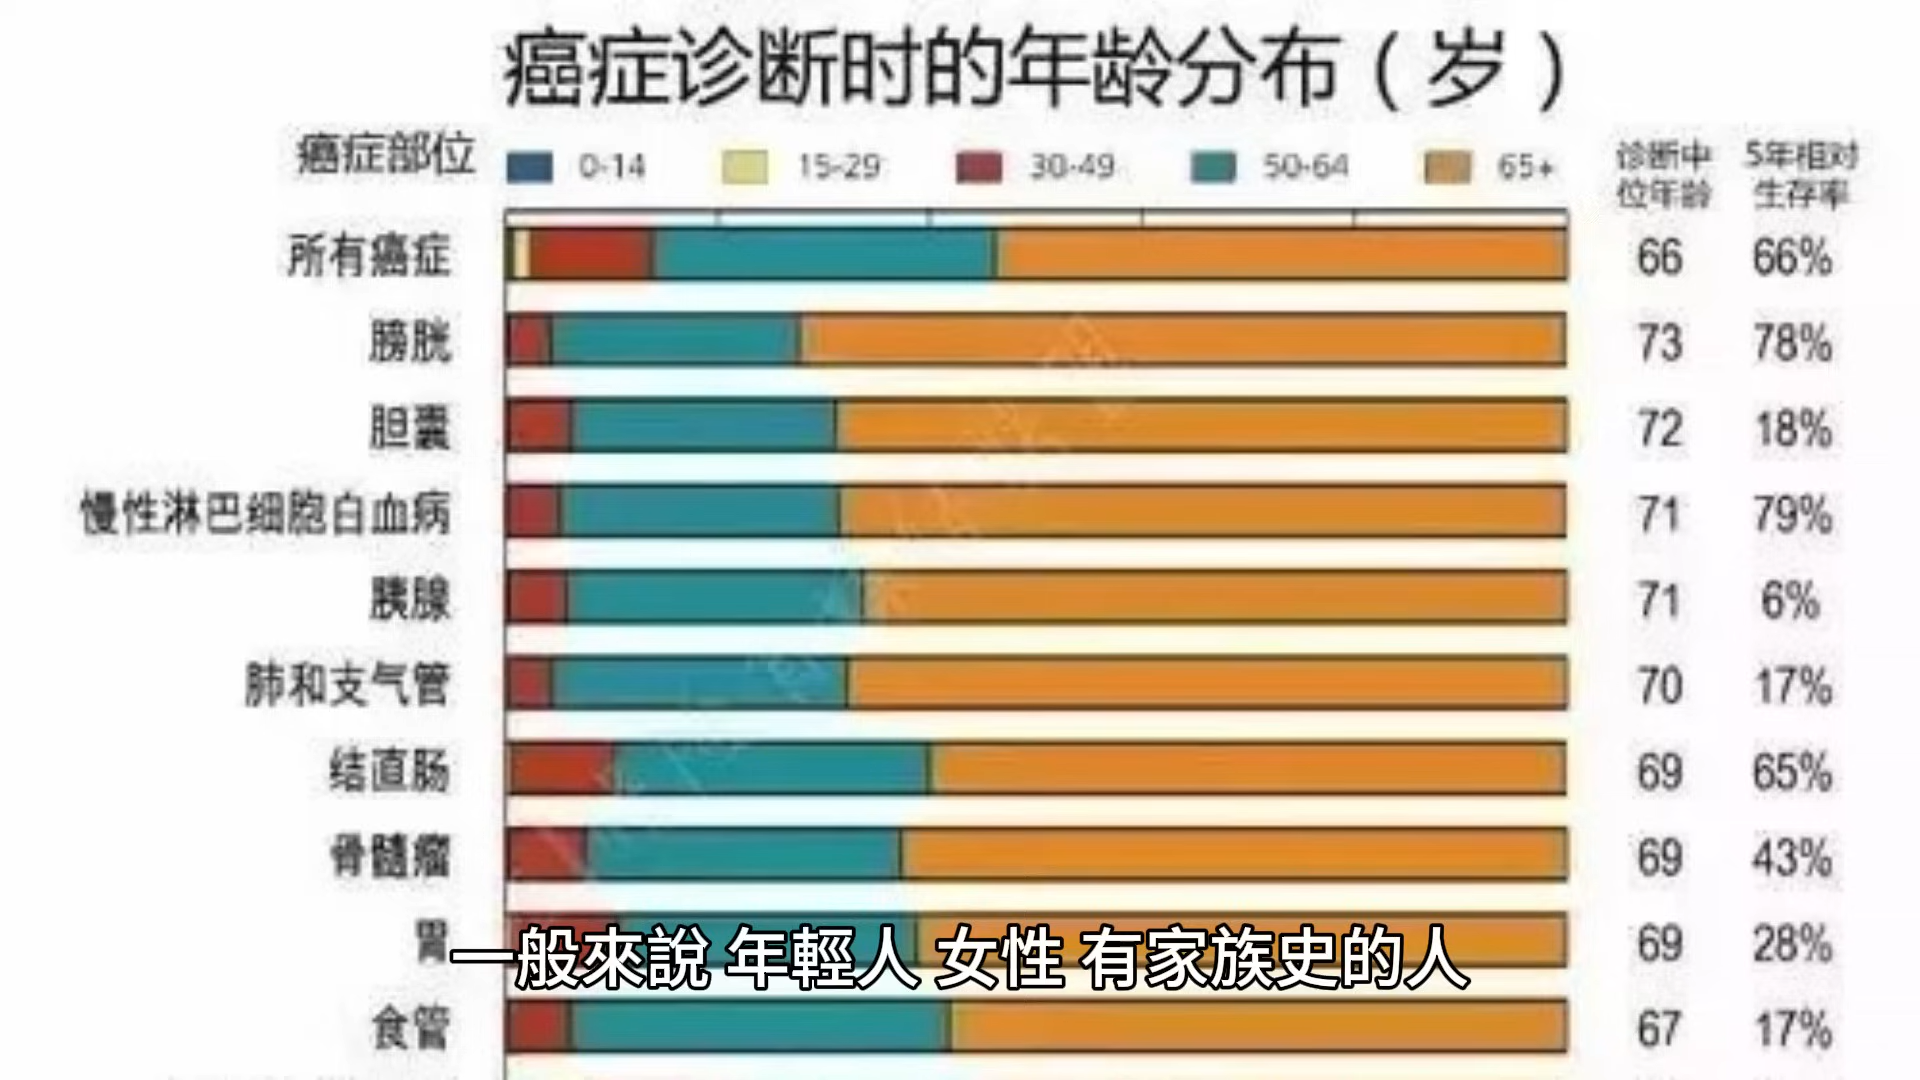 癌症诊断时的年龄分布（岁）
癌症部位 0-14 15-29 30-49 50-64 65+ 诊断中位年龄 5年相对生存率
所有癌症 66 66%
膀胱 73 78%
胆囊 72 18%
慢性淋巴细胞白血病 71 79%
胰腺 71 6%
肺和支气管 70 17%
结直肠 69 65%
骨髓瘤 69 43%
胃 69 28%
一般來說 年輕人 女性 有家族史的人
食管 67 17%